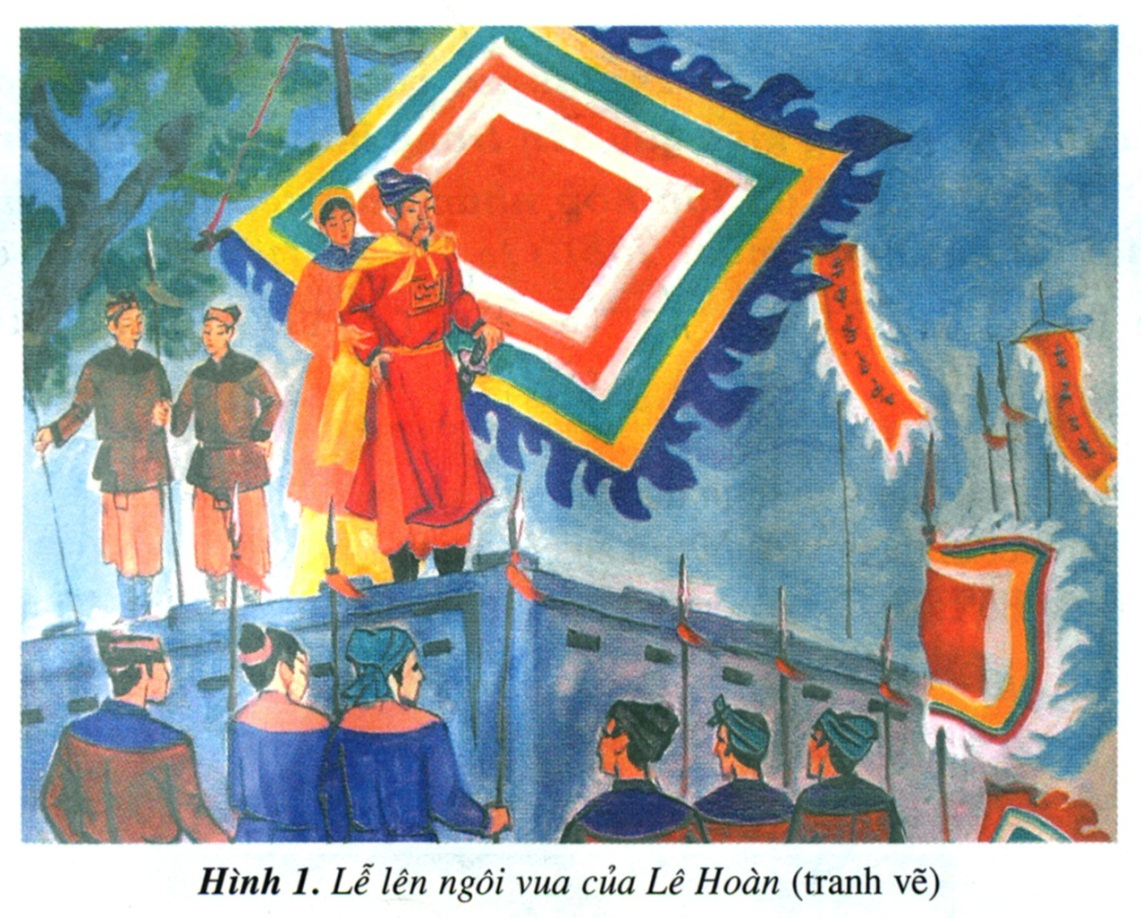 Hình 1. Lễ lên ngôi vua của Lê Hoàn (tranh vẽ)